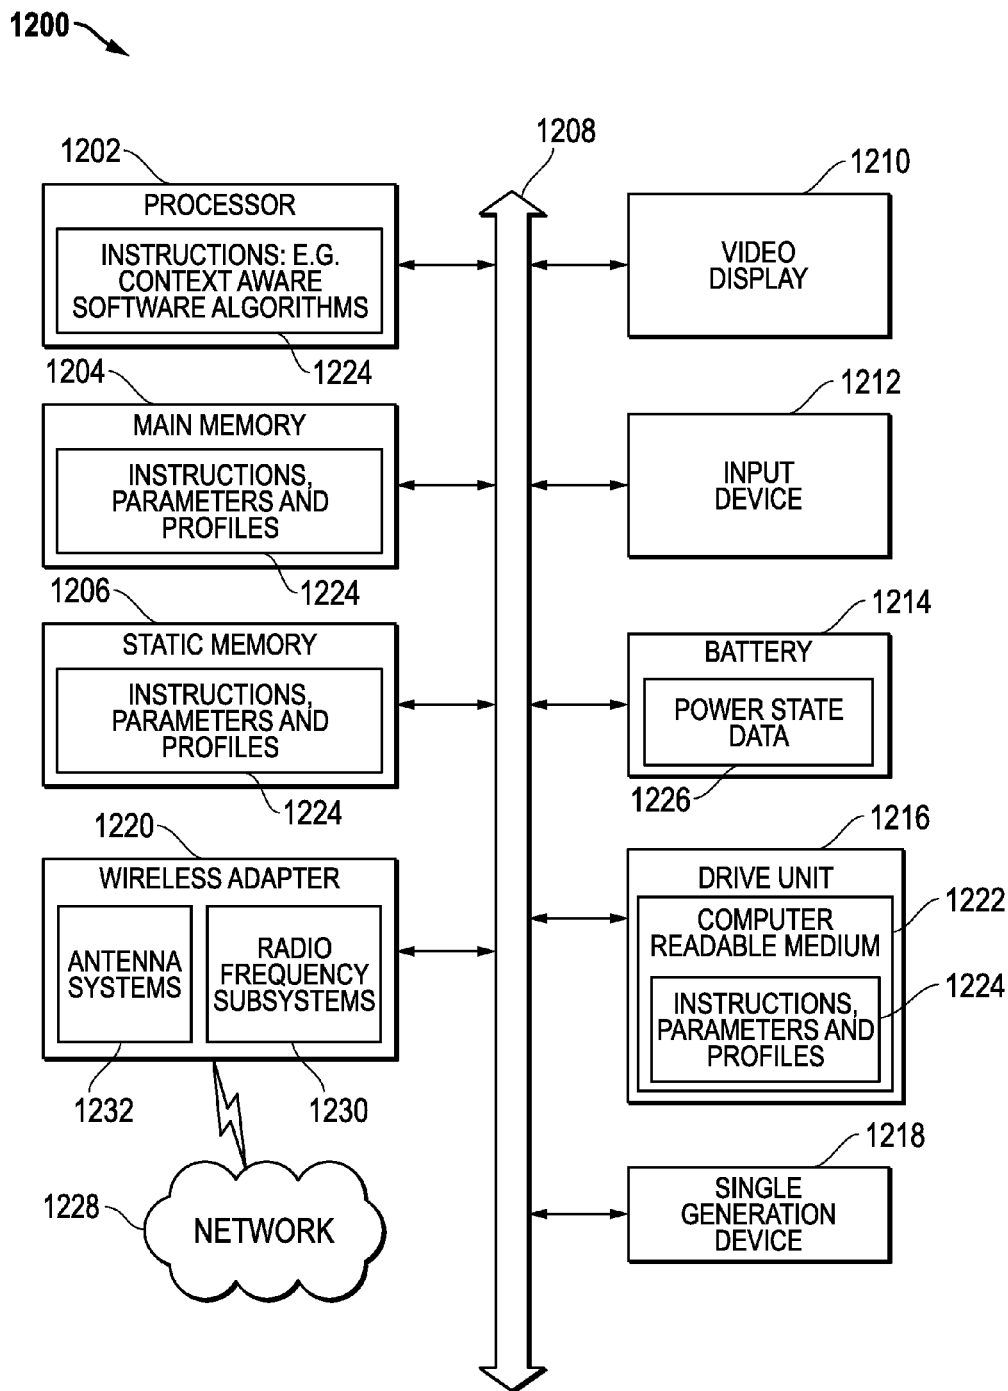 1200
1208
1202
PROCESSOR
INSTRUCTIONS: E.G.
CONTEXT AWARE
SOFTWARE ALGORITHMS
1224
1204
MAIN MEMORY
INSTRUCTIONS,
PARAMETERS AND
PROFILES
1224
1206
STATIC MEMORY
INSTRUCTIONS,
PARAMETERS AND
PROFILES
1224
1220
WIRELESS ADAPTER
ANTENNA
SYSTEMS
RADIO
FREQUENCY
SUBSYSTEMS
1232
1230
1228
NETWORK
1210
VIDEO
DISPLAY
1212
INPUT
DEVICE
1214
BATTERY
POWER STATE
DATA
1226
1216
DRIVE UNIT
1222
COMPUTER
READABLE MEDIUM
1224
INSTRUCTIONS,
PARAMETERS AND
PROFILES
1218
SINGLE
GENERATION
DEVICE